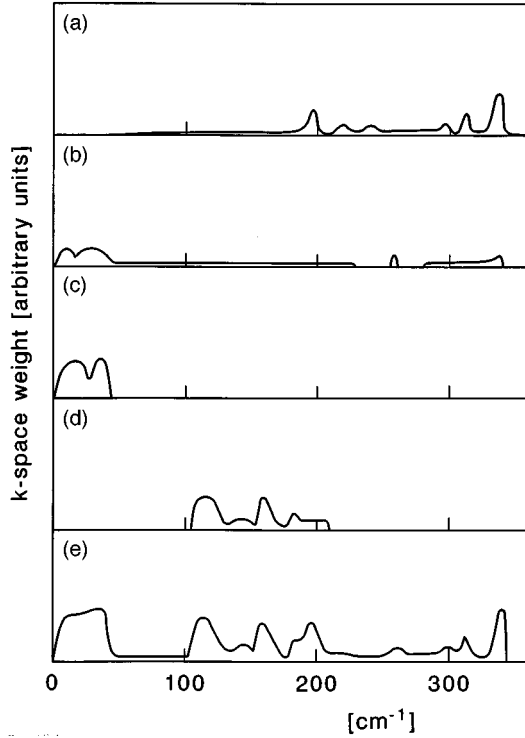 (a)
(b)
(c)
(d)
(e)
k-space weight [arbitrary units]
0 100 200 300
[cm⁻¹]